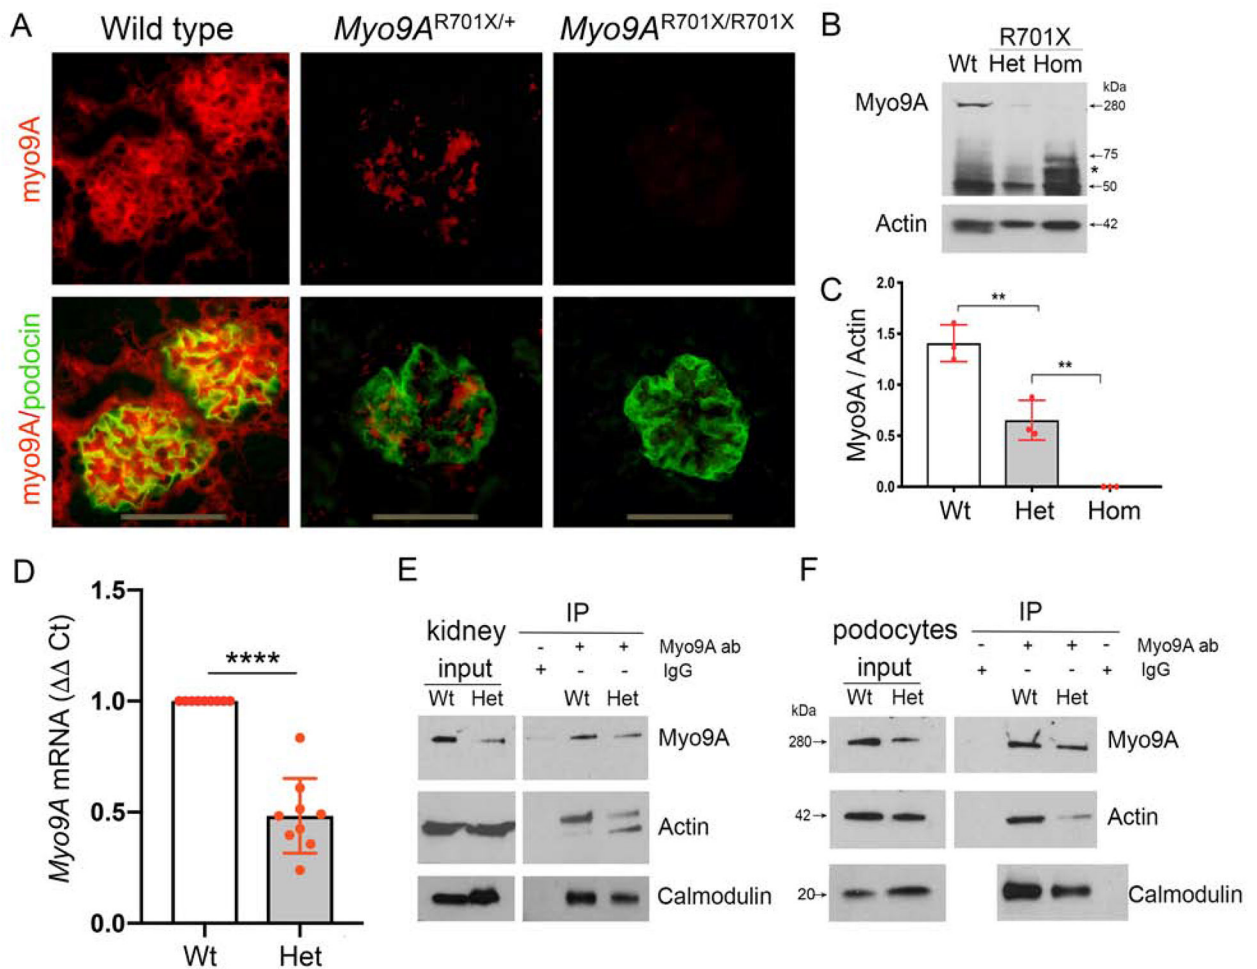 A
Wild type
Myo9A^R701X/+
Myo9A^R701X/R701X
myo9A
myo9A/podocin
B
R701X
Wt Het Hom
kDa
Myo9A
←280
←75
*
←50
Actin
←42
C
Myo9A / Actin
2.0
1.5
1.0
0.5
0.0
**
**
Wt Het Hom
D
Myo9A mRNA (ΔΔ Ct)
1.5
1.0
0.5
0.0
****
Wt Het
E
kidney
IP
- + + Myo9A ab
input
+ - - IgG
Wt Het Wt Het
Myo9A
Actin
Calmodulin
F
podocytes
IP
- + + - Myo9A ab
input
+ - - + IgG
Wt Het Wt Het
kDa
280→
Myo9A
42→
Actin
20→
Calmodulin